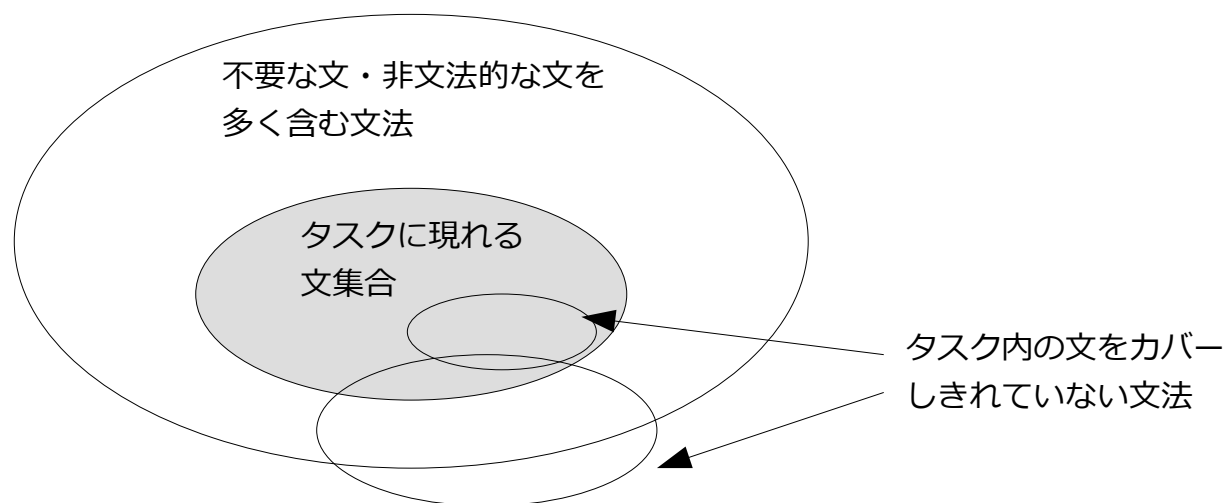 不要な文・非文法的な文を
多く含む文法
タスクに現れる
文集合
タスク内の文をカバー
しきれていない文法